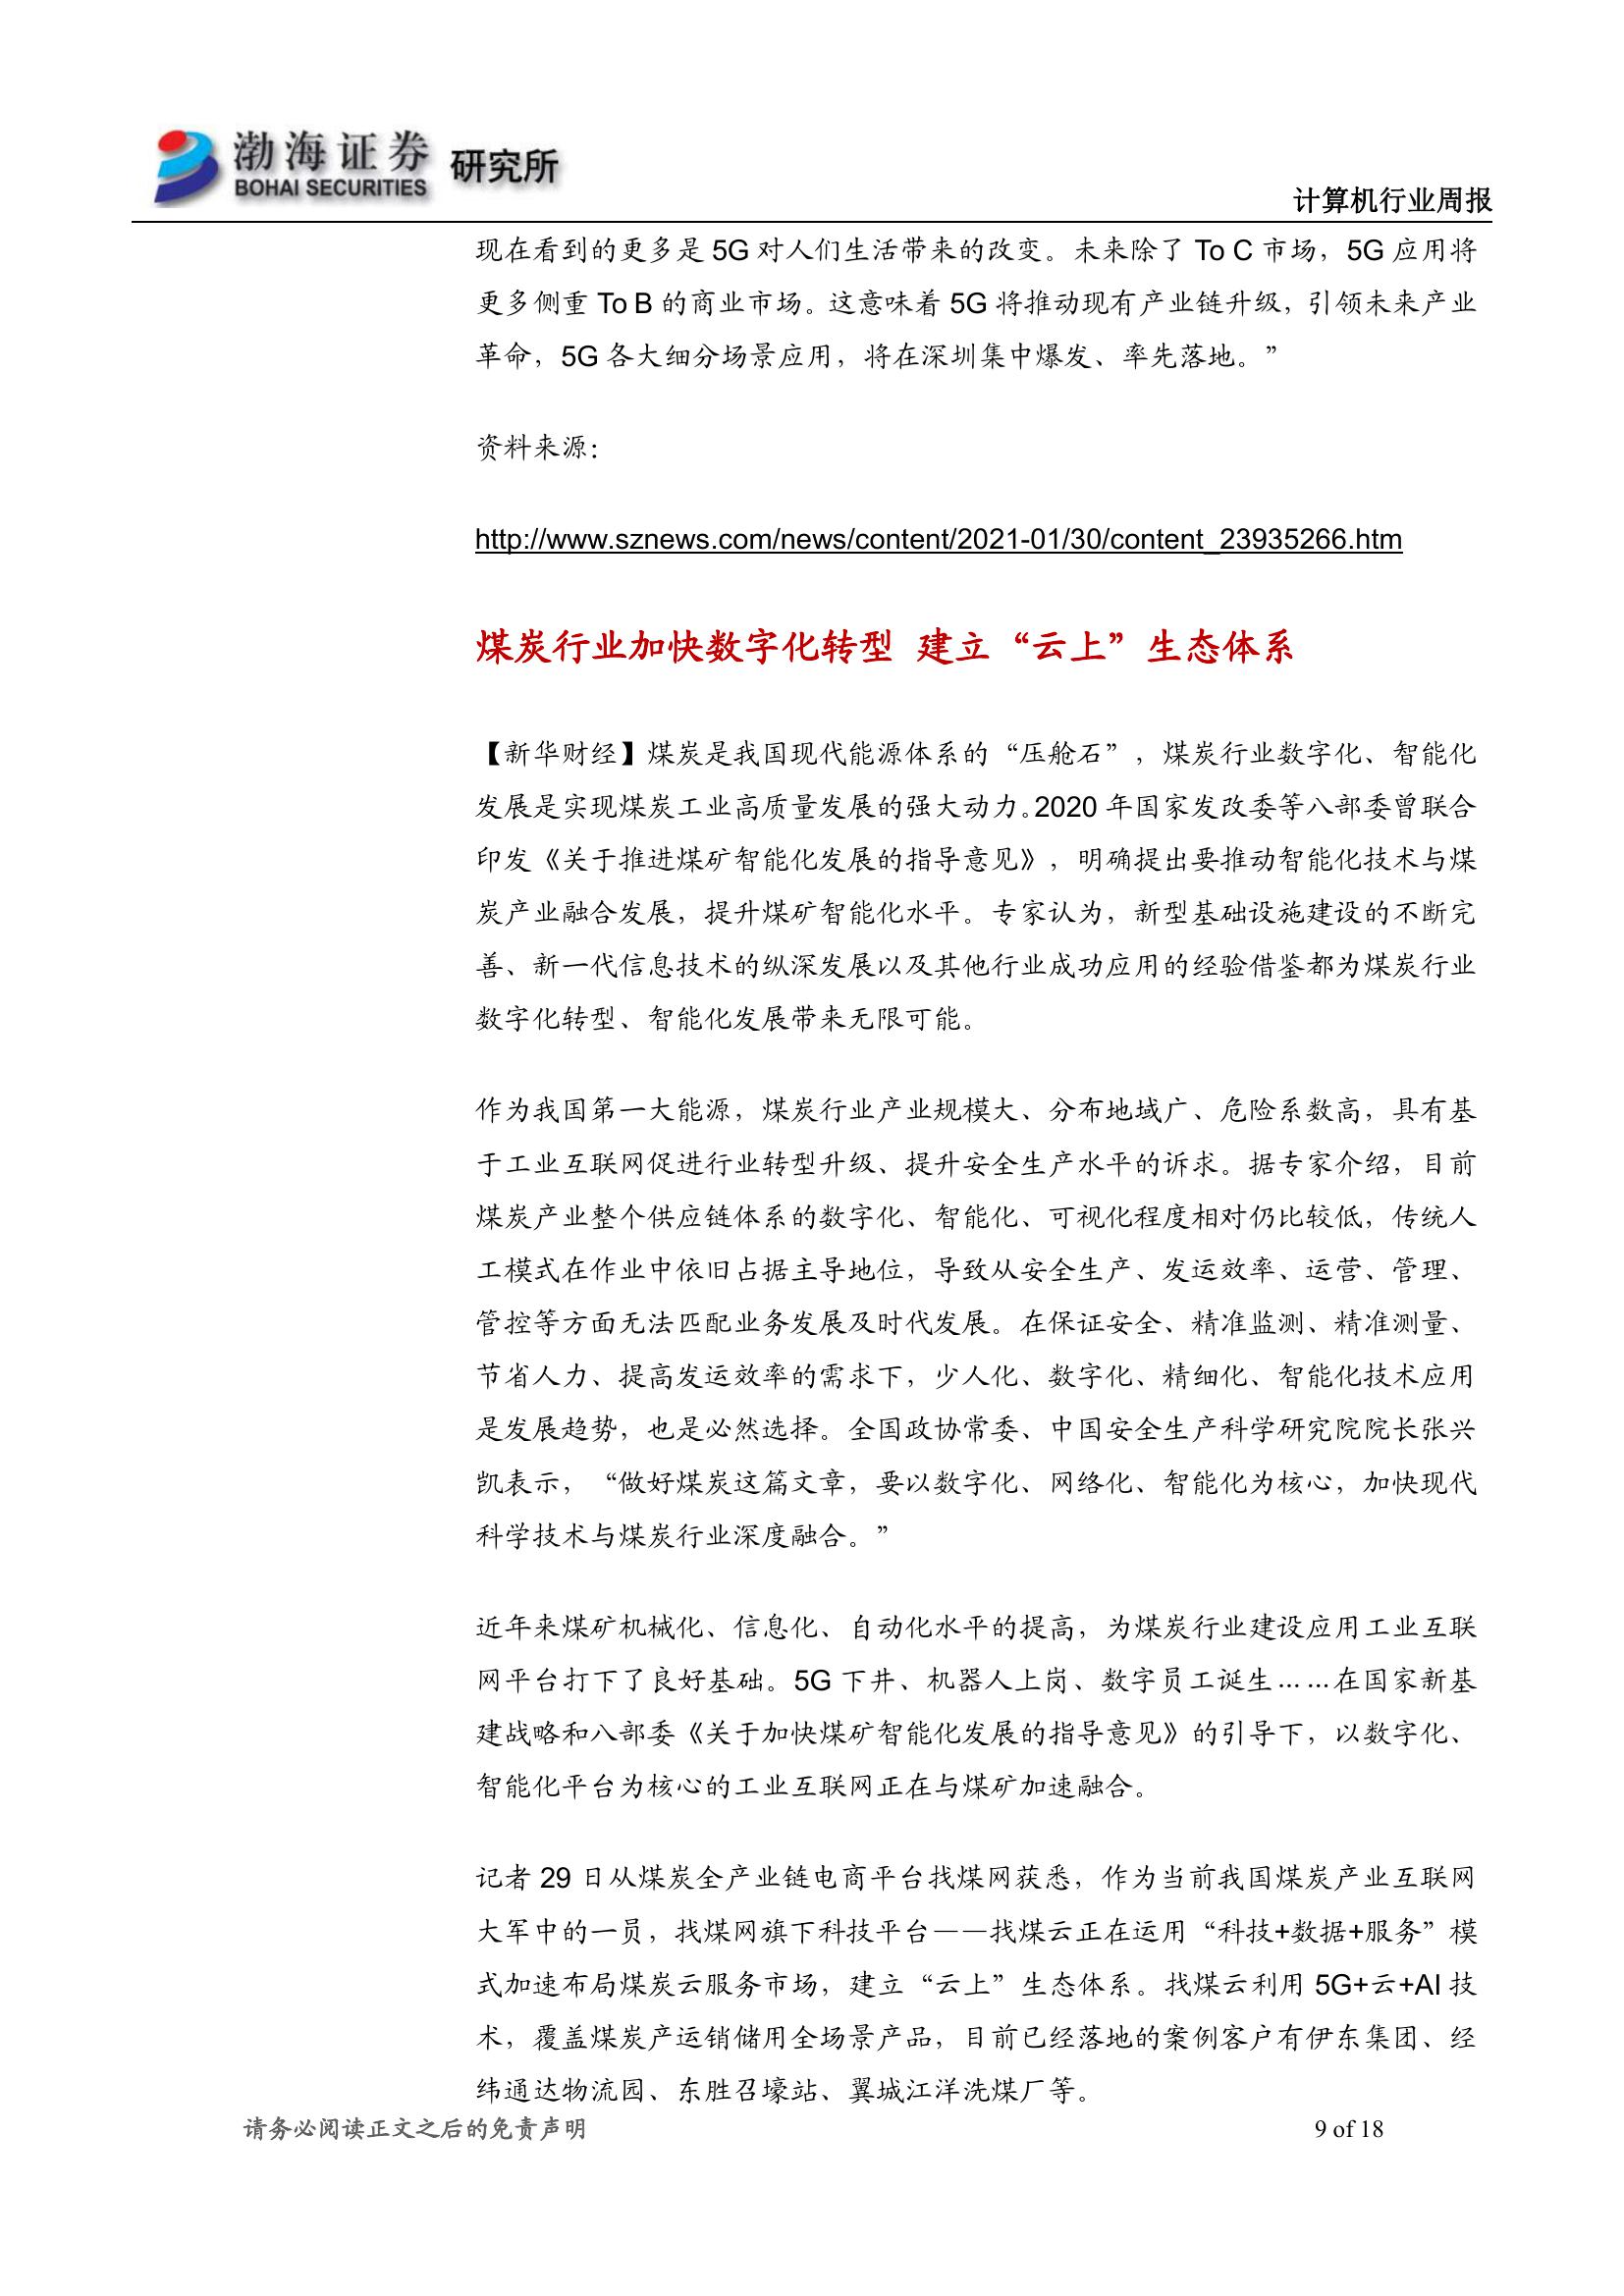 渤海证券 研究所
BOHAI SECURITIES
计算机行业周报
现在看到的更多是 5G 对人们生活带来的改变。未来除了 To C 市场，5G 应用将
更多侧重 To B 的商业市场。这意味着 5G 将推动现有产业链升级，引领未来产业
革命，5G 各大细分场景应用，将在深圳集中爆发、率先落地。”
资料来源：
http://www.sznews.com/news/content/2021-01/30/content_23935266.htm
煤炭行业加快数字化转型 建立“云上”生态体系
【新华财经】煤炭是我国现代能源体系的“压舱石”，煤炭行业数字化、智能化
发展是实现煤炭工业高质量发展的强大动力。2020 年国家发改委等八部委曾联合
印发《关于推进煤矿智能化发展的指导意见》，明确提出要推动智能化技术与煤
炭产业融合发展，提升煤矿智能化水平。专家认为，新型基础设施建设的不断完
善、新一代信息技术的纵深发展以及其他行业成功应用的经验借鉴都为煤炭行业
数字化转型、智能化发展带来无限可能。
作为我国第一大能源，煤炭行业产业规模大、分布地域广、危险系数高，具有基
于工业互联网促进行业转型升级、提升安全生产水平的诉求。据专家介绍，目前
煤炭产业整个供应链体系的数字化、智能化、可视化程度相对仍比较低，传统人
工模式在作业中依旧占据主导地位，导致从安全生产、发运效率、运营、管理、
管控等方面无法匹配业务发展及时代发展。在保证安全、精准监测、精准测量、
节省人力、提高发运效率的需求下，少人化、数字化、精细化、智能化技术应用
是发展趋势，也是必然选择。全国政协常委、中国安全生产科学研究院院长张兴
凯表示，“做好煤炭这篇文章，要以数字化、网络化、智能化为核心，加快现代
科学技术与煤炭行业深度融合。”
近年来煤矿机械化、信息化、自动化水平的提高，为煤炭行业建设应用工业互联
网平台打下了良好基础。5G 下井、机器人上岗、数字员工诞生……在国家新基
建战略和八部委《关于加快煤矿智能化发展的指导意见》的引导下，以数字化、
智能化平台为核心的工业互联网正在与煤矿加速融合。
记者 29 日从煤炭全产业链电商平台找煤网获悉，作为当前我国煤炭产业互联网
大军中的一员，找煤网旗下科技平台——找煤云正在运用“科技+数据+服务”模
式加速布局煤炭云服务市场，建立“云上”生态体系。找煤云利用 5G+云+AI 技
术，覆盖煤炭产运销储用全场景产品，目前已经落地的案例客户有伊东集团、经
纬通达物流园、东胜召壕站、翼城江洋洗煤厂等。
请务必阅读正文之后的免责声明
9 of 18